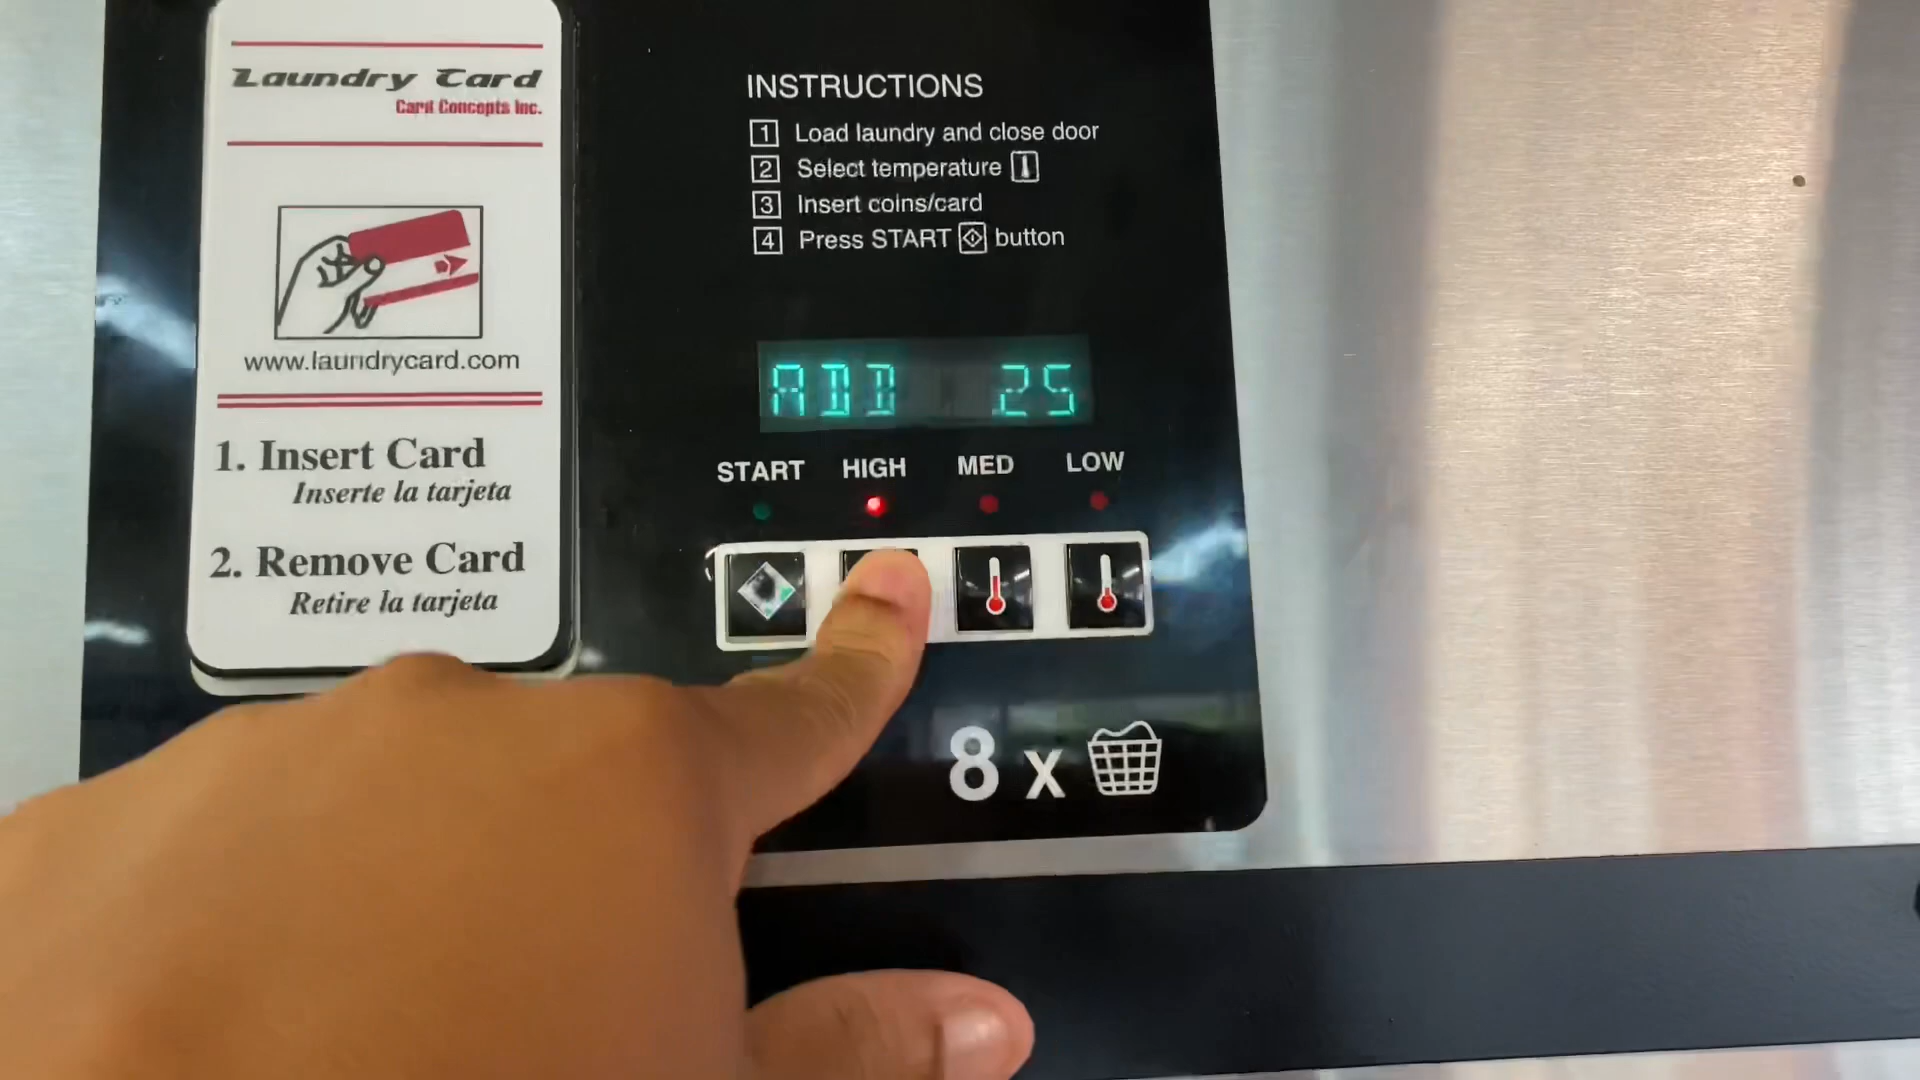 Laundry Card
Card Concepts Inc.
www.laundrycard.com
1. Insert Card
Inserte la tarjeta
2. Remove Card
Retire la tarjeta
INSTRUCTIONS
1 Load laundry and close door
2 Select temperature
3 Insert coins/card
4 Press START button
ADD 25
START HIGH MED LOW
8 x